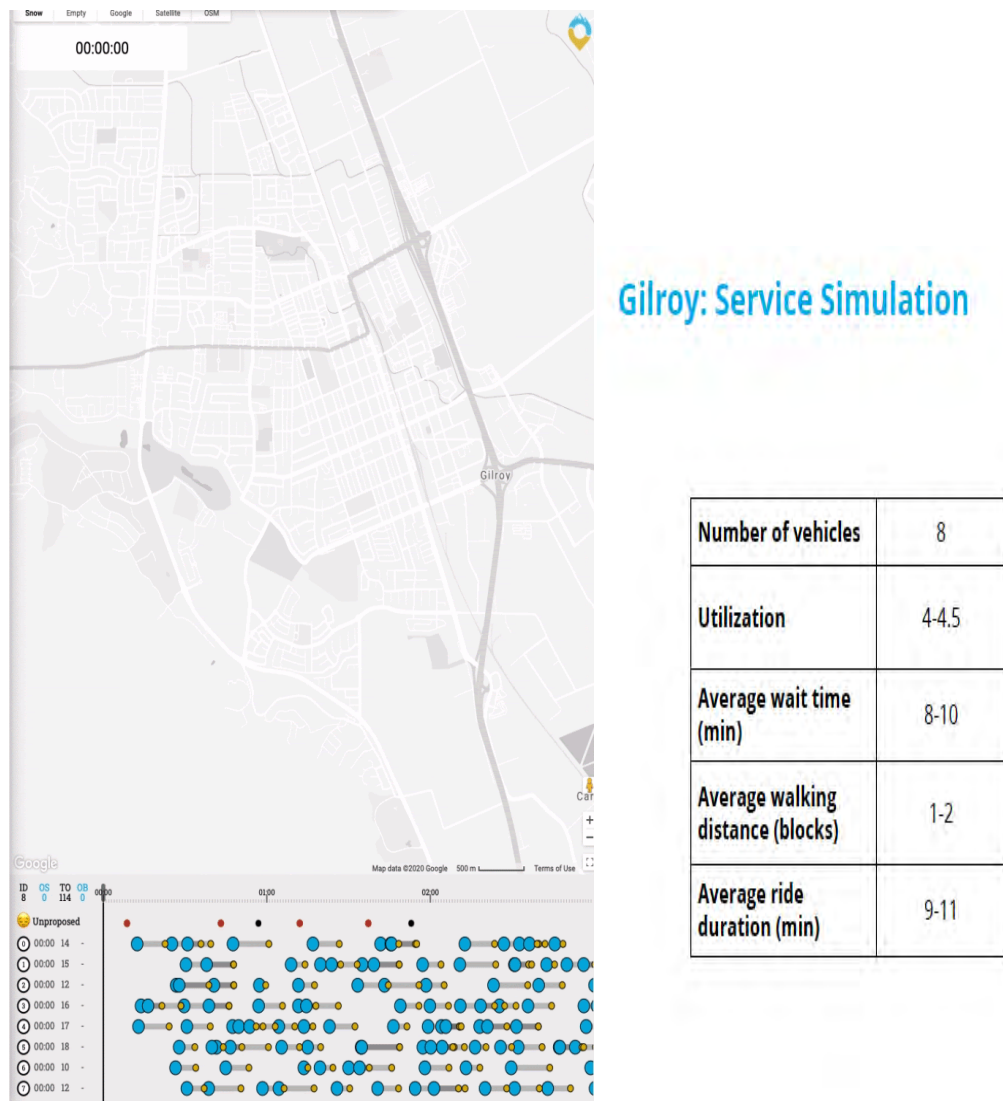 Snow Empty Google Satellite OSM
00:00:00
Gilroy
Car
+
−
Google
Map data ©2020 Google 500 m Terms of Use
ID OS TO OB 00:00 01:00 02:00
8 0 114 0
Unproposed
0 00:00 14 -
1 00:00 15 -
2 00:00 12 -
3 00:00 16 -
4 00:00 17 -
5 00:00 18 -
6 00:00 10 -
7 00:00 12 -
Gilroy: Service Simulation
Number of vehicles 8
Utilization 4-4.5
Average wait time
(min) 8-10
Average walking
distance (blocks) 1-2
Average ride
duration (min) 9-11